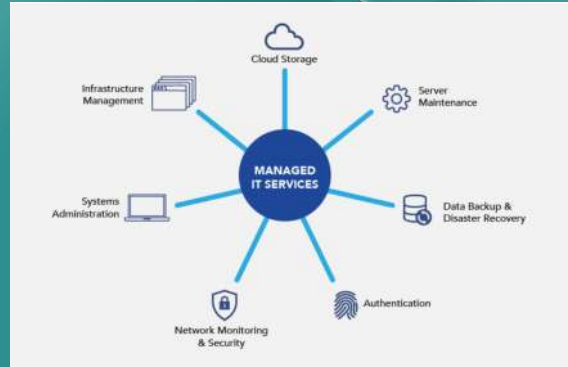 Cloud Storage
Infrastructure
Management
Server
Maintenance
MANAGED
IT SERVICES
Systems
Administration
Data Backup &
Disaster Recovery
Authentication
Network Monitoring
& Security